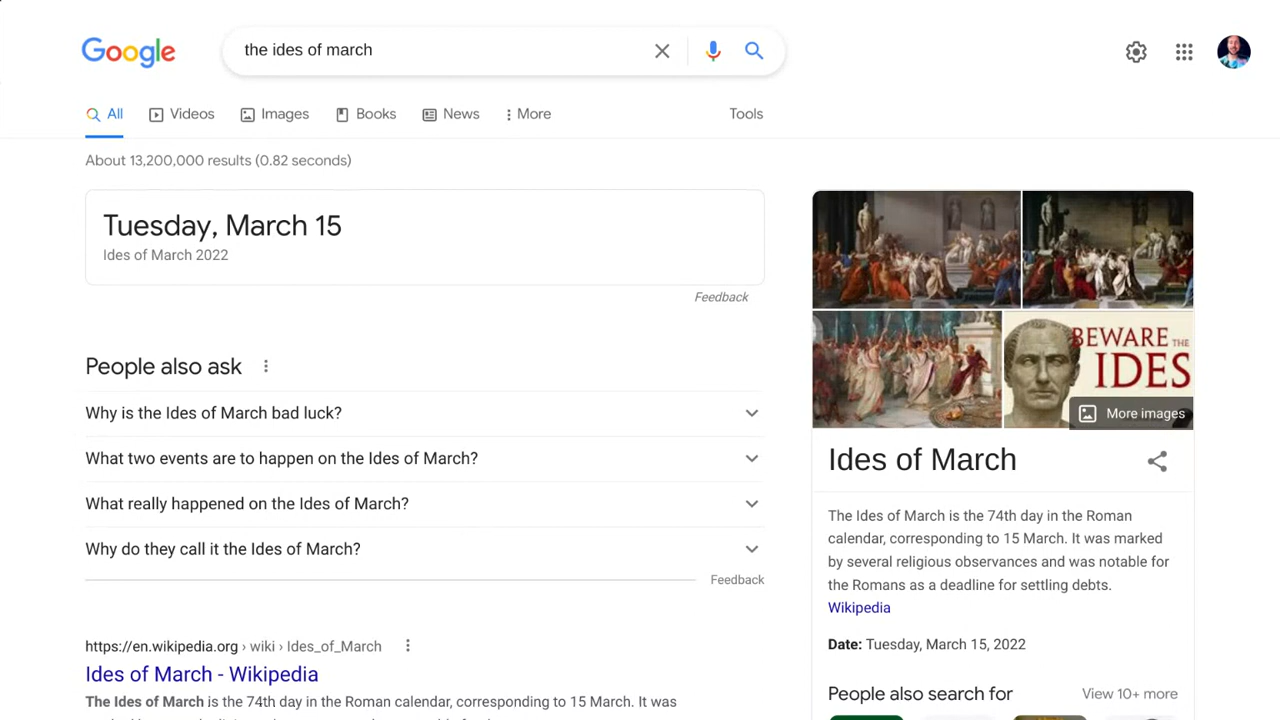 Google
the ides of march
All
Videos
Images
Books
News
More
Tools
About 13,200,000 results (0.82 seconds)
Tuesday, March 15
Ides of March 2022
Feedback
People also ask
Why is the Ides of March bad luck?
What two events are to happen on the Ides of March?
What really happened on the Ides of March?
Why do they call it the Ides of March?
Feedback
https://en.wikipedia.org › wiki › Ides_of_March
Ides of March - Wikipedia
The Ides of March is the 74th day in the Roman calendar, corresponding to 15 March. It was
BEWARE THE
IDES
More images
Ides of March
The Ides of March is the 74th day in the Roman
calendar, corresponding to 15 March. It was marked
by several religious observances and was notable for
the Romans as a deadline for settling debts.
Wikipedia
Date: Tuesday, March 15, 2022
People also search for
View 10+ more